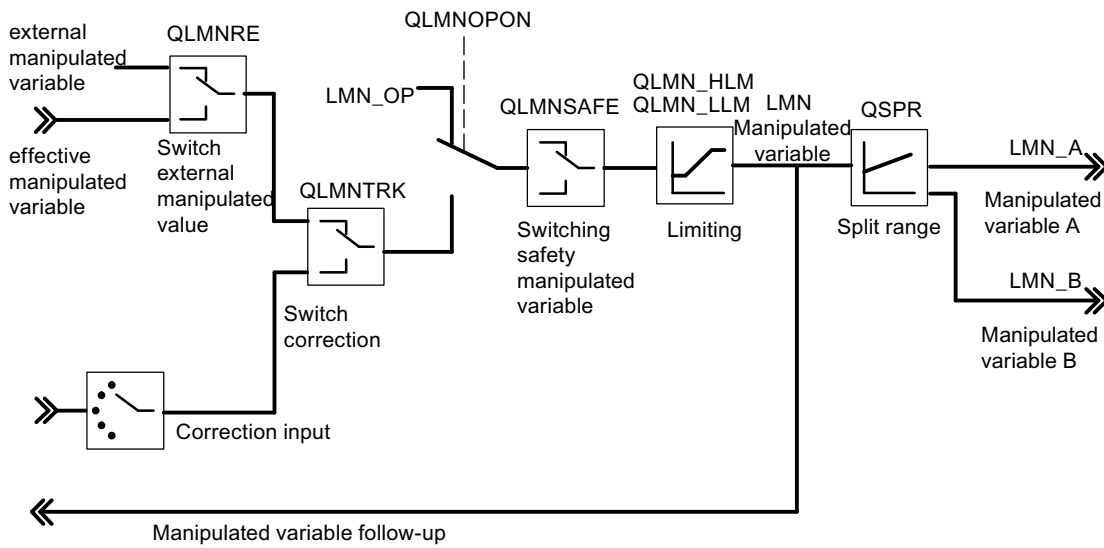 QLMNOPON
external
manipulated
variable
QLMNRE
LMN_OP
QLMNSAFE
QLMN_HLM
QLMN_LLM
LMN
Manipulated
variable
QSPR
LMN_A
effective
manipulated
variable
Switch
external
manipulated
value
QLMNTRK
Switching
safety
manipulated
variable
Limiting
Split range
Manipulated
variable A
LMN_B
Manipulated
variable B
Switch
correction
Correction input
Manipulated variable follow-up